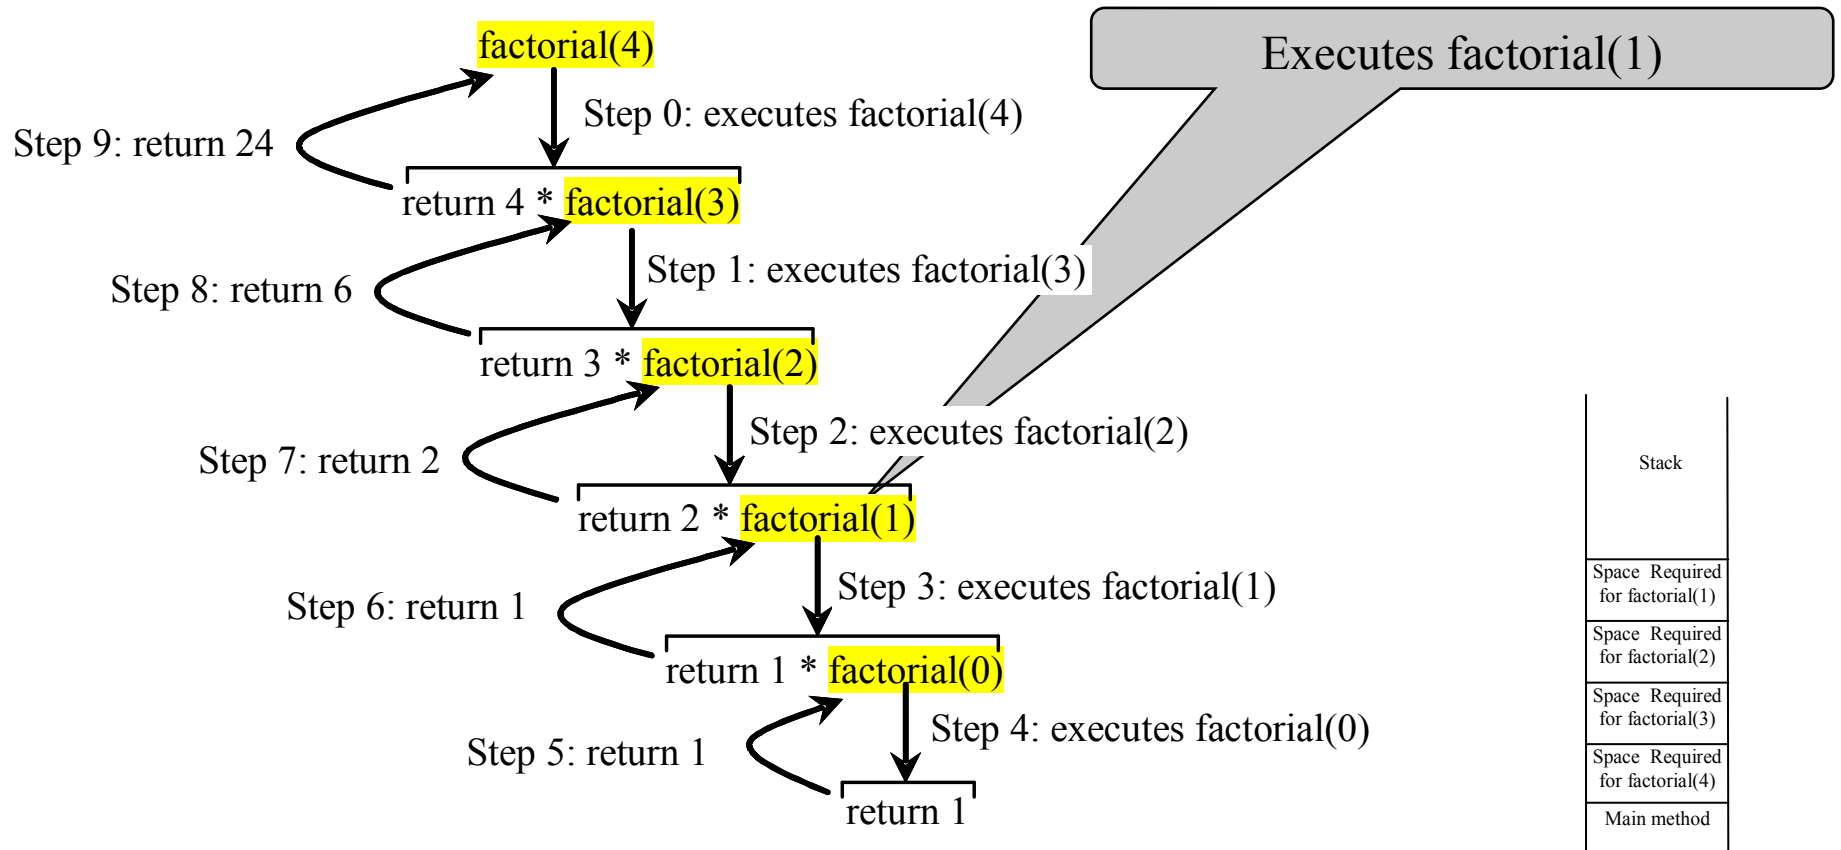 factorial(4)
Executes factorial(1)
Step 0: executes factorial(4)
Step 9: return 24
return 4 * factorial(3)
Step 1: executes factorial(3)
Step 8: return 6
return 3 * factorial(2)
Step 2: executes factorial(2)
Step 7: return 2
return 2 * factorial(1)
Step 3: executes factorial(1)
Step 6: return 1
return 1 * factorial(0)
Step 4: executes factorial(0)
Step 5: return 1
return 1
Stack
Space Required
for factorial(1)
Space Required
for factorial(2)
Space Required
for factorial(3)
Space Required
for factorial(4)
Main method